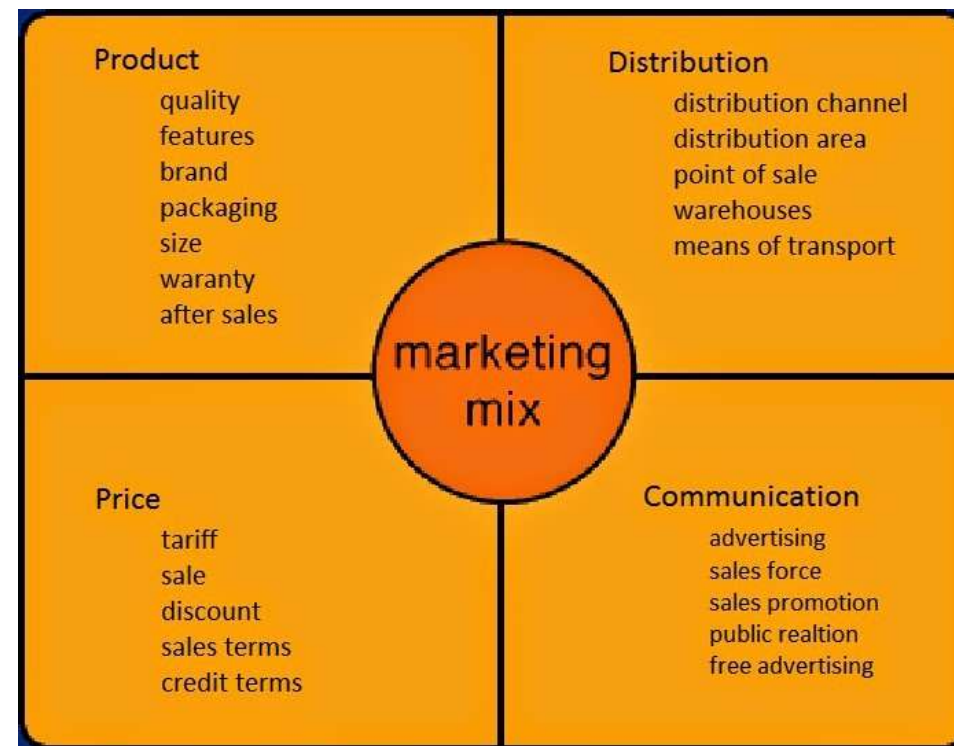 Product
quality
features
brand
packaging
size
waranty
after sales
Distribution
distribution channel
distribution area
point of sale
warehouses
means of transport
marketing
mix
Price
tariff
sale
discount
sales terms
credit terms
Communication
advertising
sales force
sales promotion
public realtion
free advertising